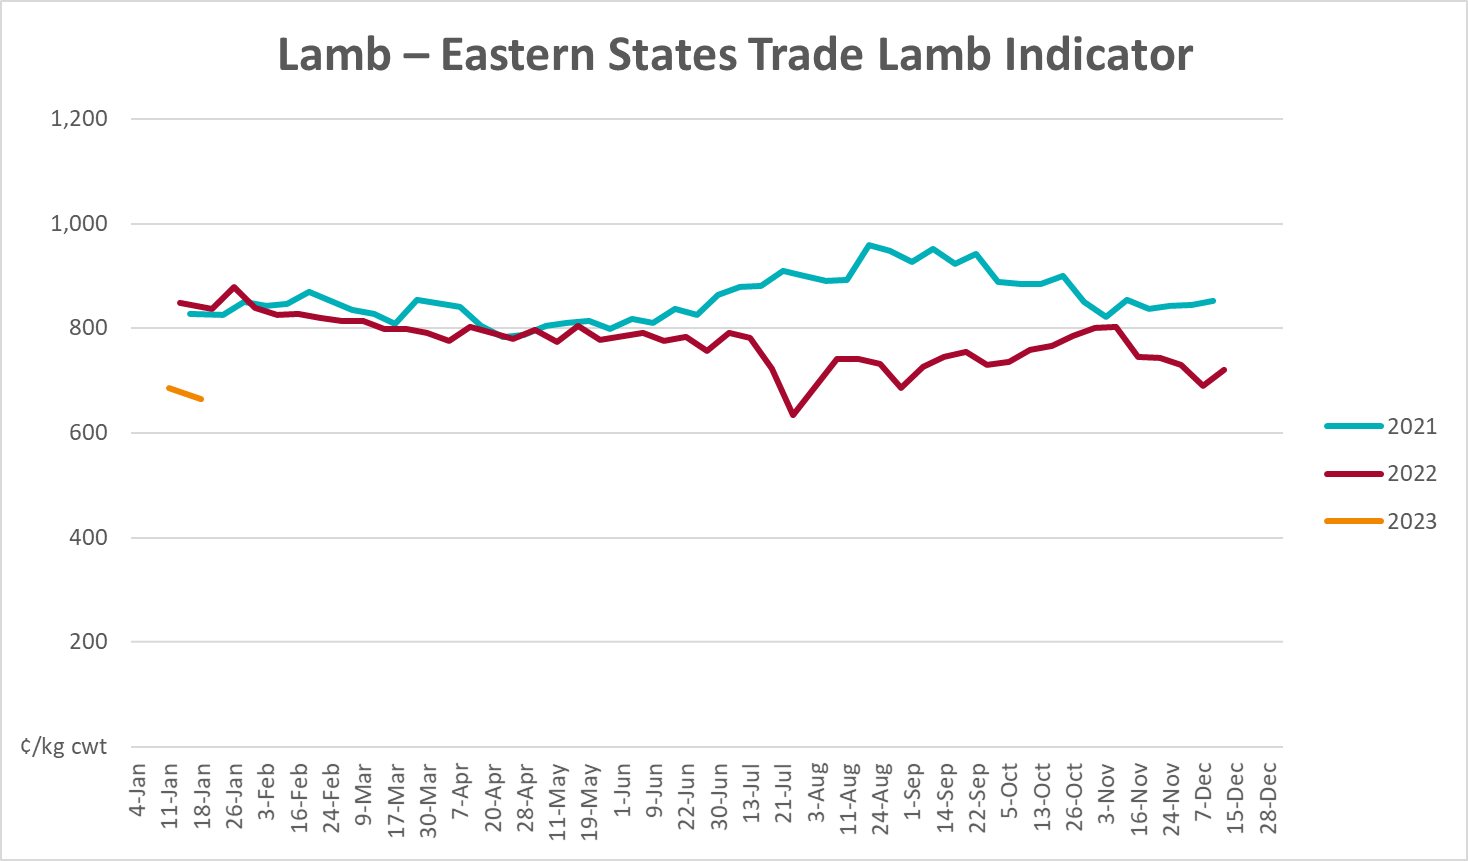 Lamb – Eastern States Trade Lamb Indicator
1,200
1,000
800
600
400
200
¢/kg cwt
4-Jan
11-Jan
18-Jan
26-Jan
3-Feb
16-Feb
24-Feb
9-Mar
17-Mar
30-Mar
7-Apr
20-Apr
28-Apr
11-May
19-May
1-Jun
9-Jun
22-Jun
30-Jun
13-Jul
21-Jul
3-Aug
11-Aug
24-Aug
1-Sep
14-Sep
22-Sep
5-Oct
13-Oct
26-Oct
3-Nov
16-Nov
24-Nov
7-Dec
15-Dec
28-Dec
2021
2022
2023